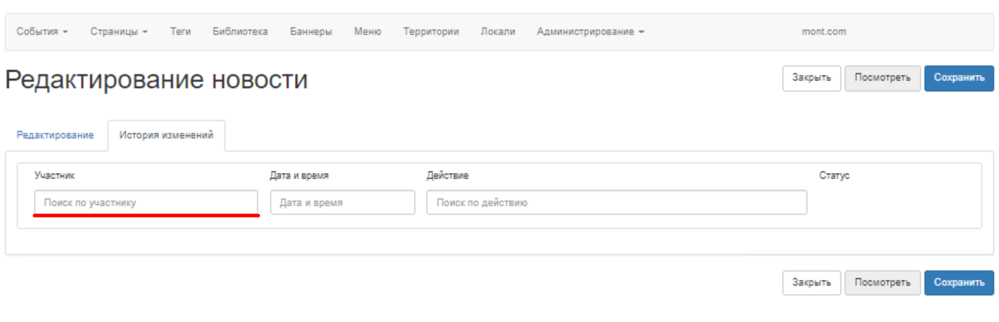 События Страницы Теги Библиотека Баннеры Меню Территории Локали Администрирование mont.com
Редактирование новости Закрыть Посмотреть Сохранить
Редактирование История изменений
Участник Дата и время Действие Статус
Поиск по участнику Дата и время Поиск по действию
Закрыть Посмотреть Сохранить